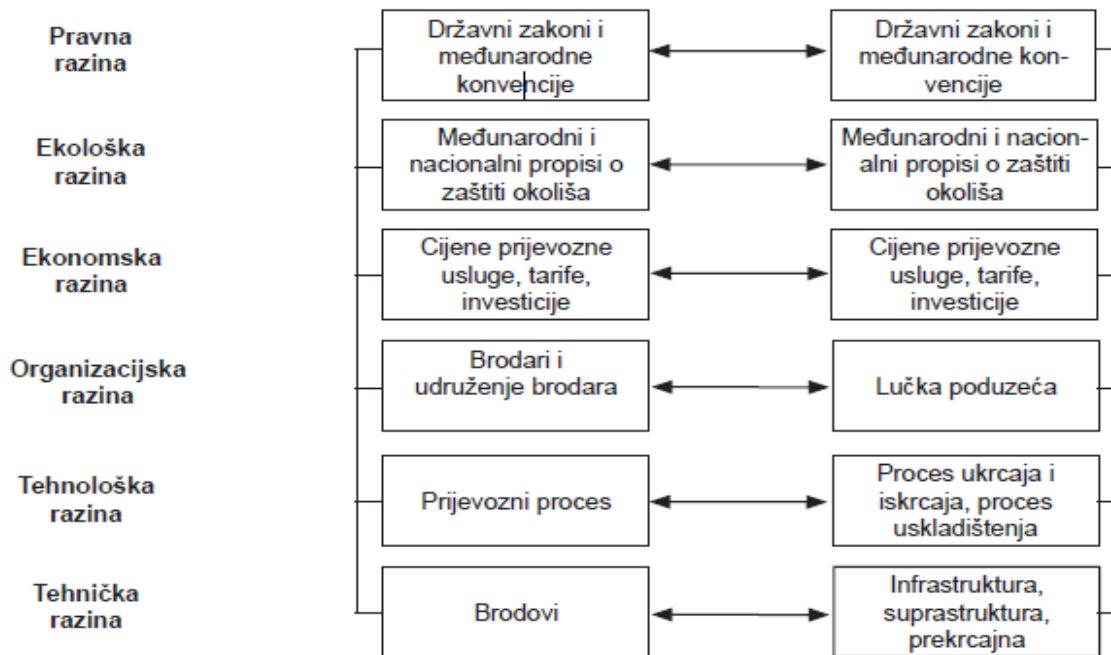 Pravna
razina
Državni zakoni i
međunarodne
konvencije
Državni zakoni i
međunarodne kon-
vencije
Ekološka
razina
Međunarodni i
nacionalni propisi o
zaštiti okoliša
Međunarodni i nacion-
alni propisi o zaštiti
okoliša
Ekonomska
razina
Cijene prijevozne
usluge, tarife,
investicije
Cijene prijevozne
usluge, tarife,
investicije
Organizacijska
razina
Brodari i
udruženje brodara
Lučka poduzeća
Tehnološka
razina
Prijevozni proces
Proces ukrcaja i
iskrcaja, proces
uskladištenja
Tehnička
razina
Brodovi
Infrastruktura,
suprastruktura,
prekrcajna